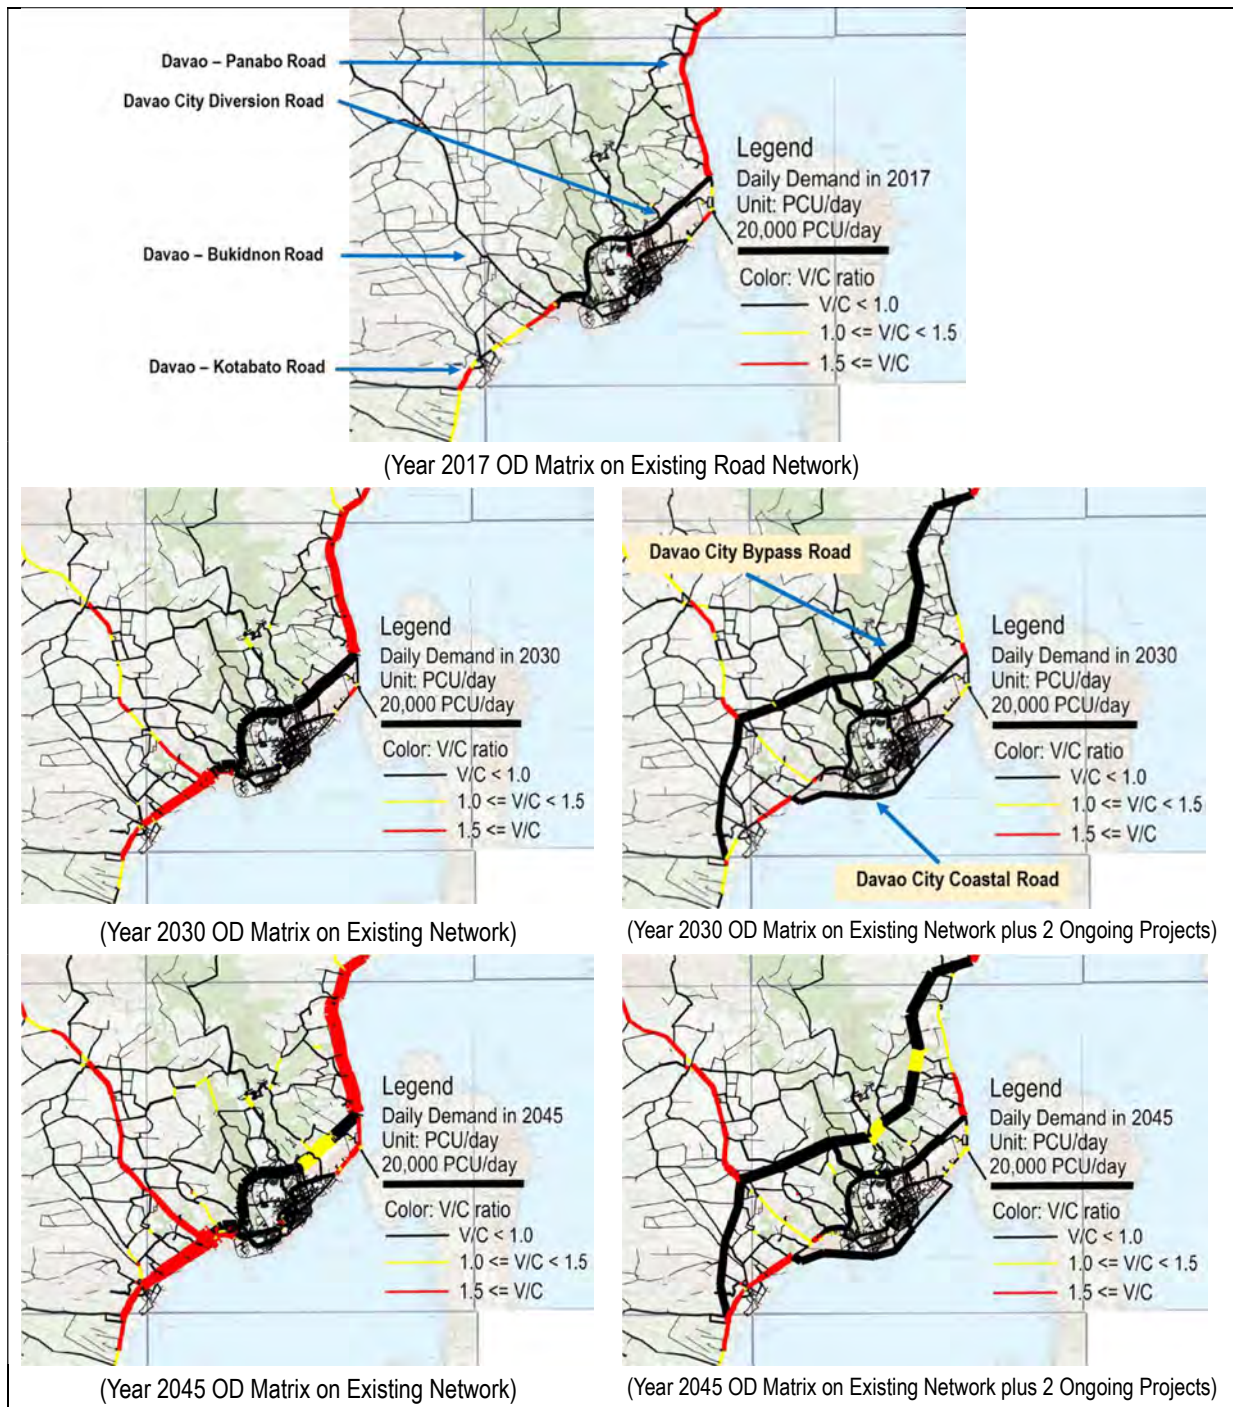 Davao – Panabo Road
Davao City Diversion Road
Davao – Bukidnon Road
Davao – Kotabato Road
Legend
Daily Demand in 2017
Unit: PCU/day
20,000 PCU/day
Color: V/C ratio
V/C < 1.0
1.0 <= V/C < 1.5
1.5 <= V/C
(Year 2017 OD Matrix on Existing Road Network)
Legend
Daily Demand in 2030
Unit: PCU/day
20,000 PCU/day
Color: V/C ratio
V/C < 1.0
1.0 <= V/C < 1.5
1.5 <= V/C
(Year 2030 OD Matrix on Existing Network)
Davao City Bypass Road
Legend
Daily Demand in 2030
Unit: PCU/day
20,000 PCU/day
Color: V/C ratio
V/C < 1.0
1.0 <= V/C < 1.5
1.5 <= V/C
Davao City Coastal Road
(Year 2030 OD Matrix on Existing Network plus 2 Ongoing Projects)
Legend
Daily Demand in 2045
Unit: PCU/day
20,000 PCU/day
Color: V/C ratio
V/C < 1.0
1.0 <= V/C < 1.5
1.5 <= V/C
(Year 2045 OD Matrix on Existing Network)
Legend
Daily Demand in 2045
Unit: PCU/day
20,000 PCU/day
Color: V/C ratio
V/C < 1.0
1.0 <= V/C < 1.5
1.5 <= V/C
(Year 2045 OD Matrix on Existing Network plus 2 Ongoing Projects)